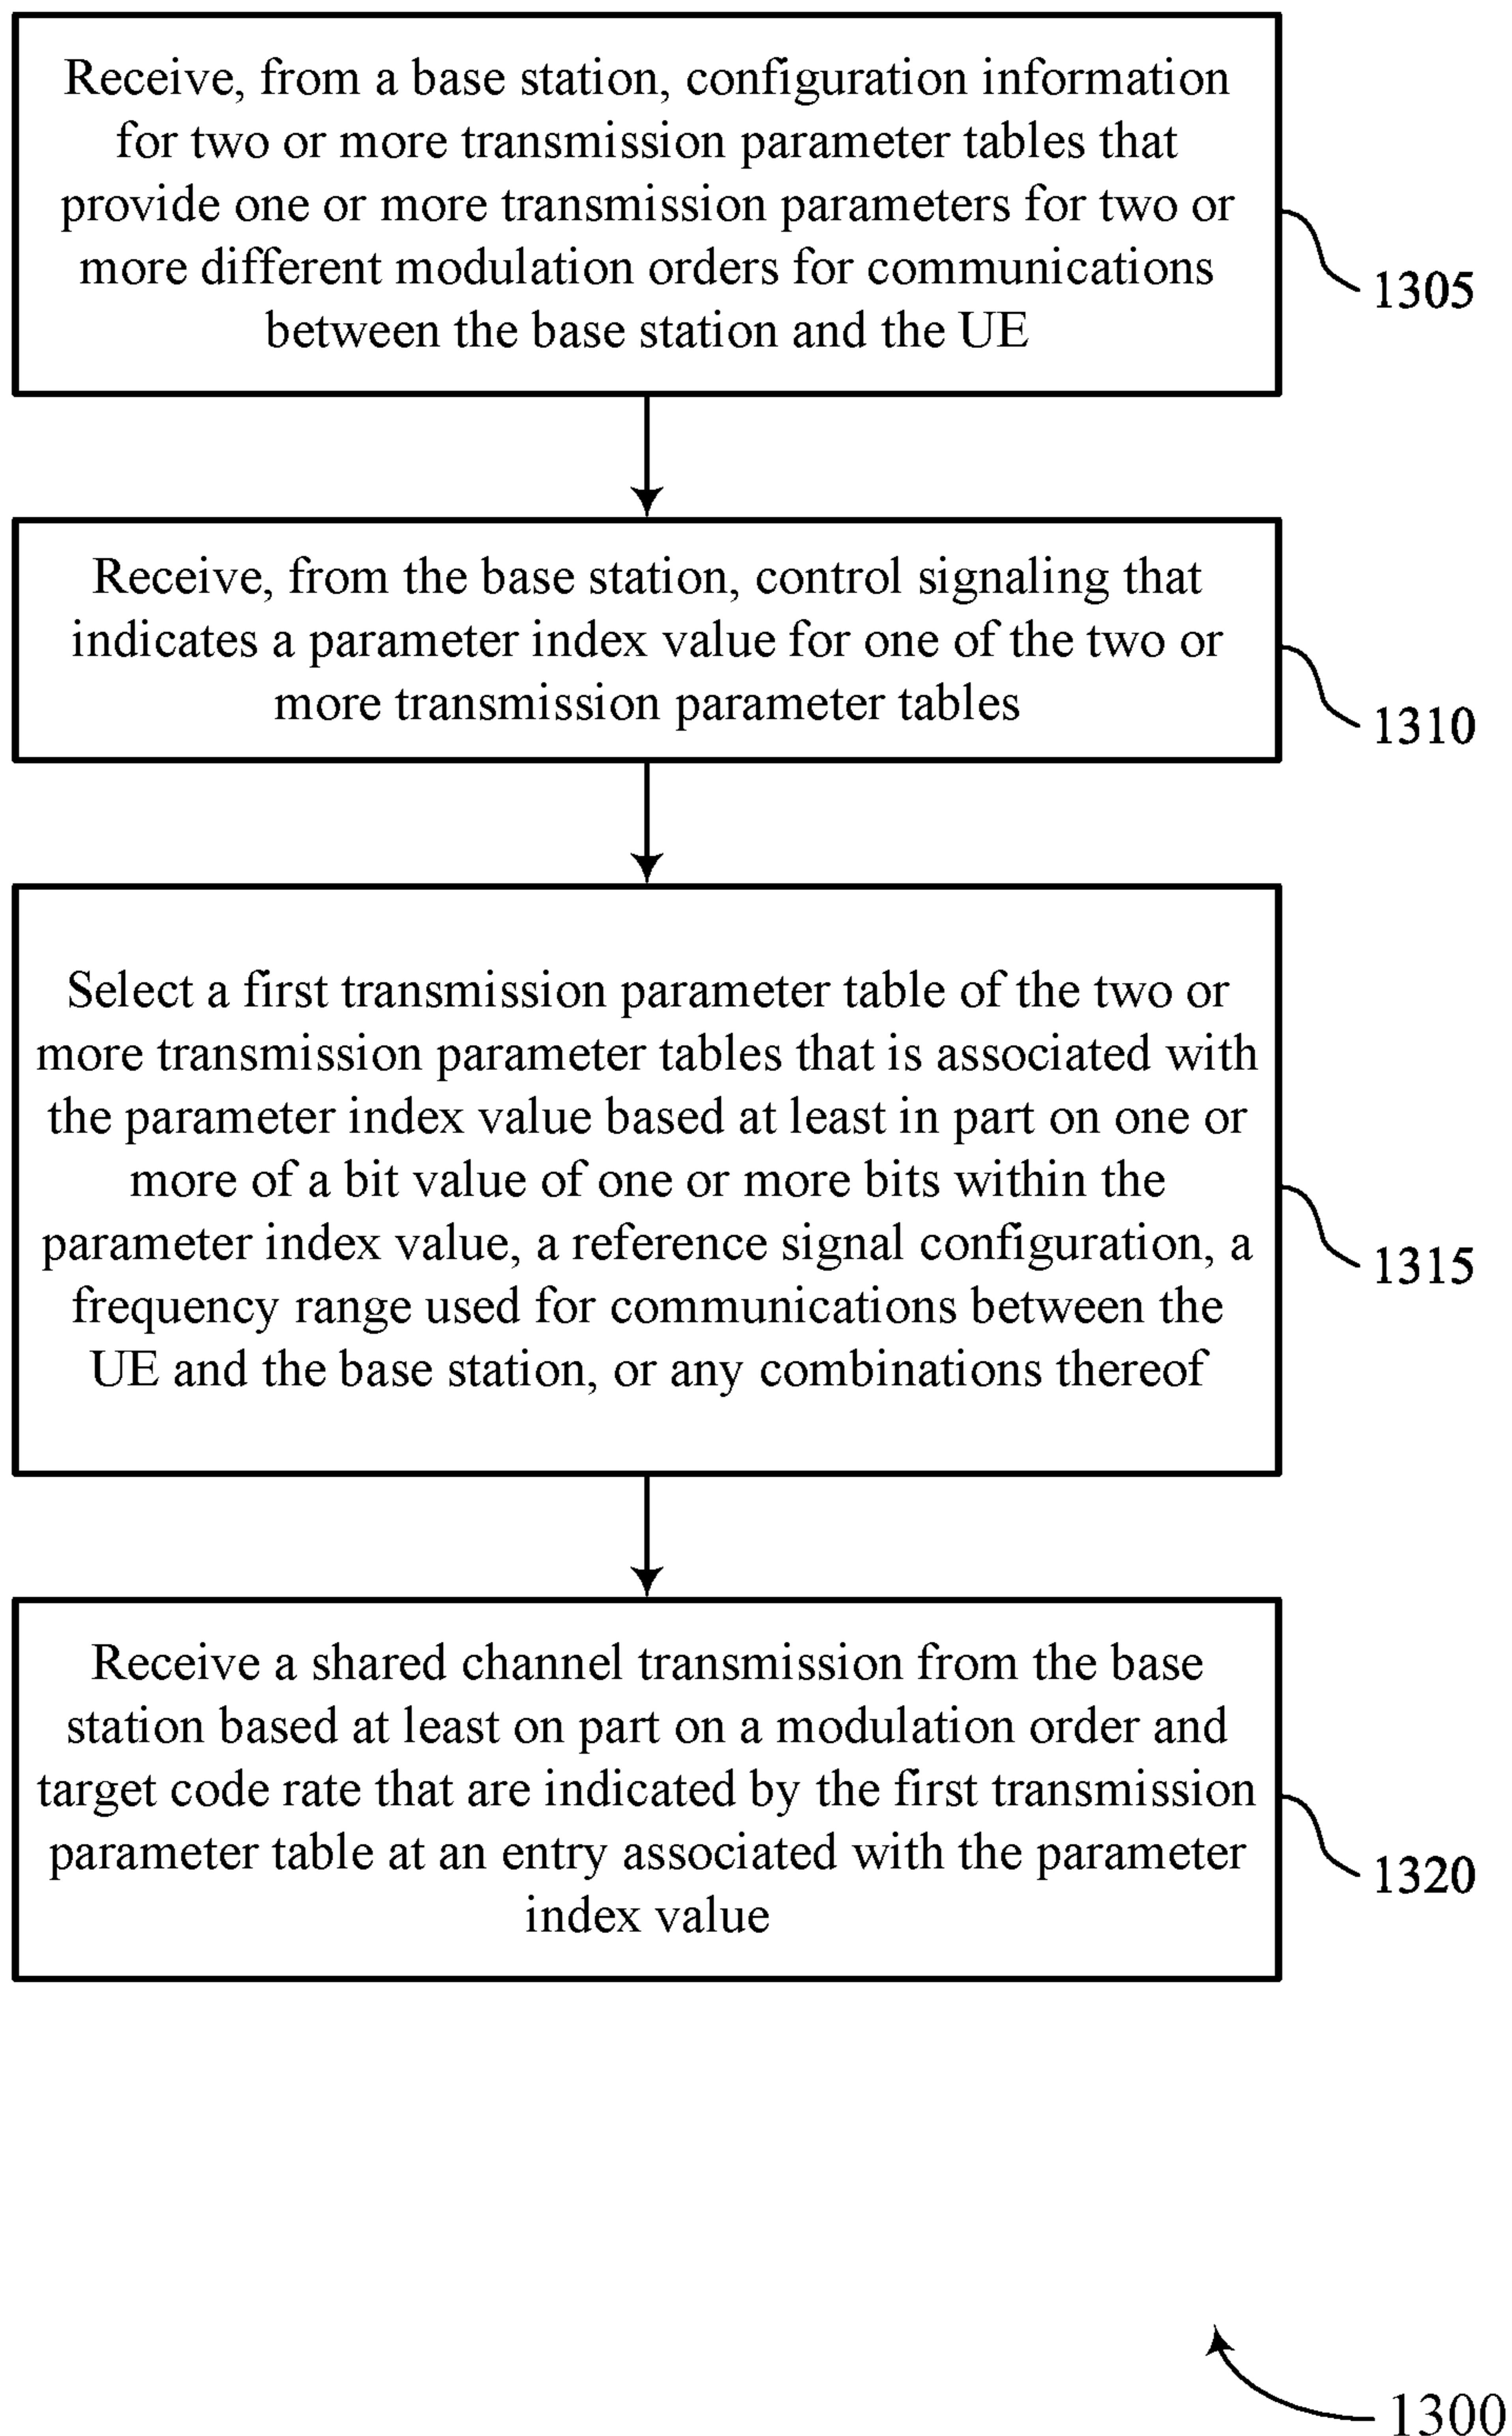 Receive, from a base station, configuration information
for two or more transmission parameter tables that
provide one or more transmission parameters for two or
more different modulation orders for communications
between the base station and the UE
1305
Receive, from the base station, control signaling that
indicates a parameter index value for one of the two or
more transmission parameter tables
1310
Select a first transmission parameter table of the two or
more transmission parameter tables that is associated with
the parameter index value based at least in part on one or
more of a bit value of one or more bits within the
parameter index value, a reference signal configuration, a
frequency range used for communications between the
UE and the base station, or any combinations thereof
1315
Receive a shared channel transmission from the base
station based at least on part on a modulation order and
target code rate that are indicated by the first transmission
parameter table at an entry associated with the parameter
index value
1320
1300